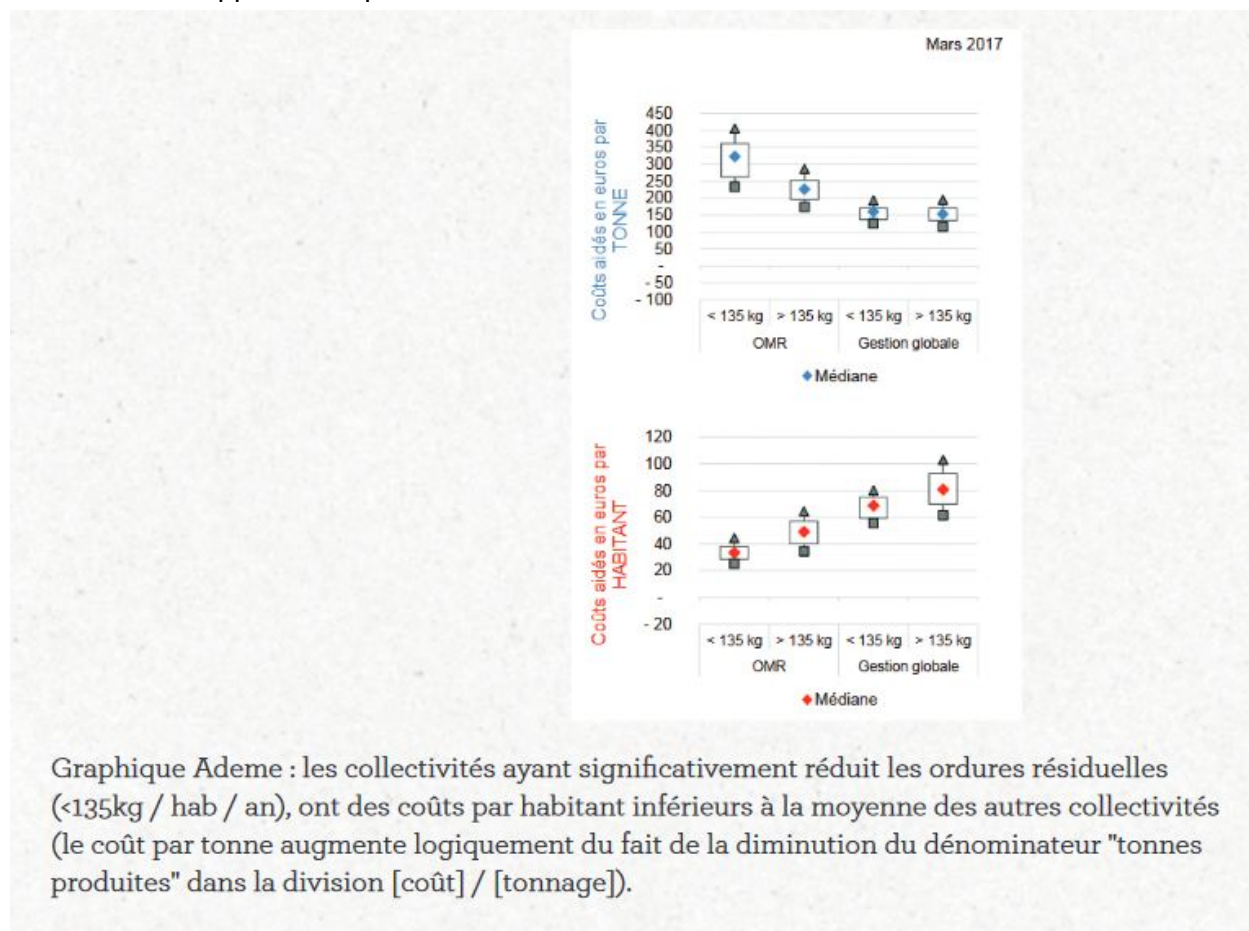 Mars 2017
Coûts aidés en euros par
TONNE
450
400
350
300
250
200
150
100
50
-
- 50
- 100
< 135 kg > 135 kg < 135 kg > 135 kg
OMR Gestion globale
Médiane
Coûts aidés en euros par
HABITANT
120
100
80
60
40
20
-
- 20
< 135 kg > 135 kg < 135 kg > 135 kg
OMR Gestion globale
Médiane
Graphique Ademe : les collectivités ayant significativement réduit les ordures résiduelles
(<135kg / hab / an), ont des coûts par habitant inférieurs à la moyenne des autres collectivités
(le coût par tonne augmente logiquement du fait de la diminution du dénominateur "tonnes
produites" dans la division [coût] / [tonnage]).